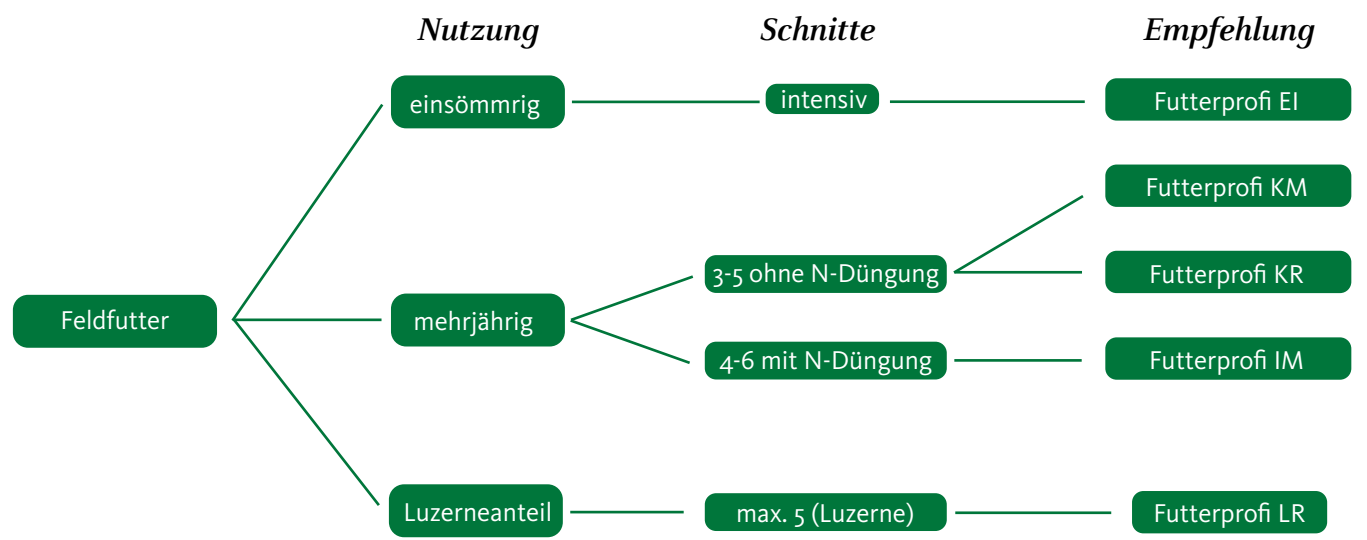 Nutzung Schnitte Empfehlung
einsömmrig intensiv Futterprofi EI
Futterprofi KM
3-5 ohne N-Düngung Futterprofi KR
Feldfutter mehrjährig
4-6 mit N-Düngung Futterprofi IM
Luzerneanteil max. 5 (Luzerne) Futterprofi LR